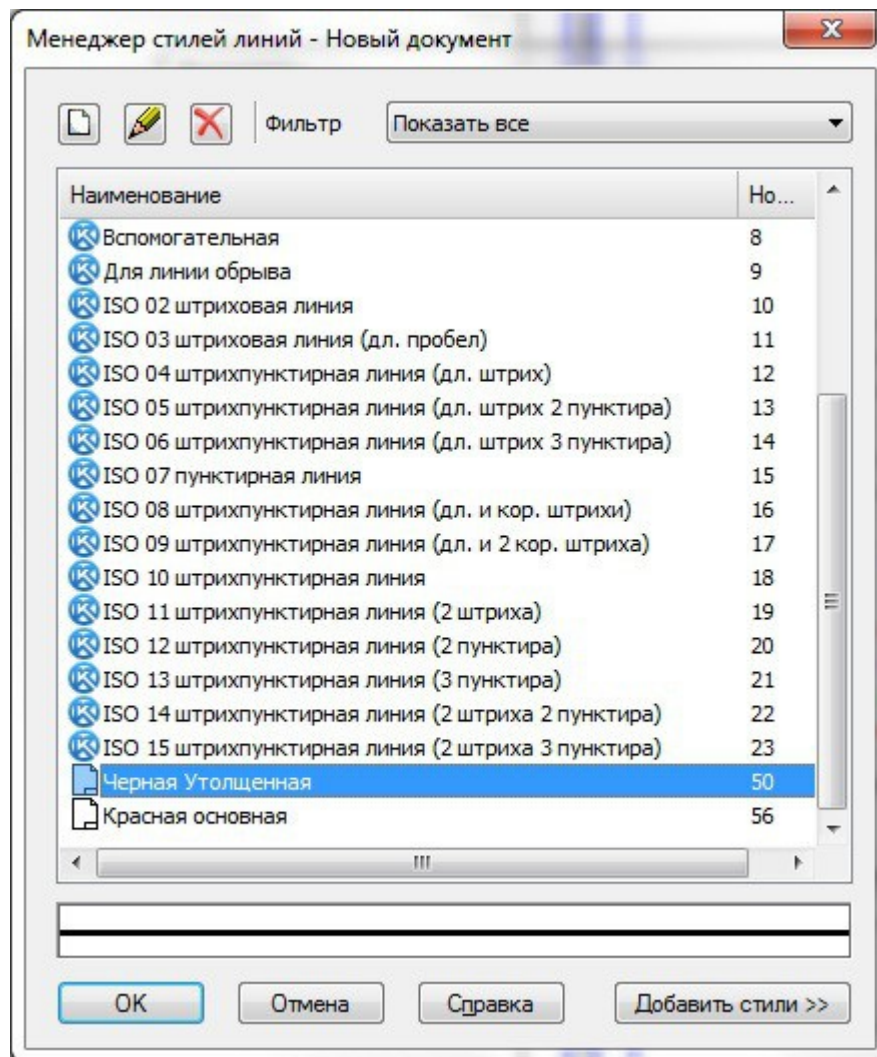 Менеджер стилей линий - Новый документ
Фильтр Показать все
Наименование Но...
Вспомогательная 8
Для линии обрыва 9
ISO 02 штриховая линия 10
ISO 03 штриховая линия (дл. пробел) 11
ISO 04 штрихпунктирная линия (дл. штрих) 12
ISO 05 штрихпунктирная линия (дл. штрих 2 пунктира) 13
ISO 06 штрихпунктирная линия (дл. штрих 3 пунктира) 14
ISO 07 пунктирная линия 15
ISO 08 штрихпунктирная линия (дл. и кор. штрихи) 16
ISO 09 штрихпунктирная линия (дл. и 2 кор. штриха) 17
ISO 10 штрихпунктирная линия 18
ISO 11 штрихпунктирная линия (2 штриха) 19
ISO 12 штрихпунктирная линия (2 пунктира) 20
ISO 13 штрихпунктирная линия (3 пунктира) 21
ISO 14 штрихпунктирная линия (2 штриха 2 пунктира) 22
ISO 15 штрихпунктирная линия (2 штриха 3 пунктира) 23
Черная Утолщенная 50
Красная основная 56
OK Отмена Справка Добавить стили >>